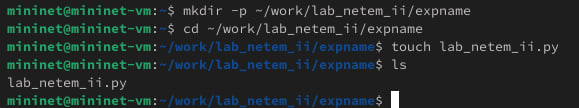 mininet@mininet-vm:~$ mkdir -p ~/work/lab_netem_ii/expname
mininet@mininet-vm:~$ cd ~/work/lab_netem_ii/expname
mininet@mininet-vm:~/work/lab_netem_ii/expname$ touch lab_netem_ii.py
mininet@mininet-vm:~/work/lab_netem_ii/expname$ ls
lab_netem_ii.py
mininet@mininet-vm:~/work/lab_netem_ii/expname$